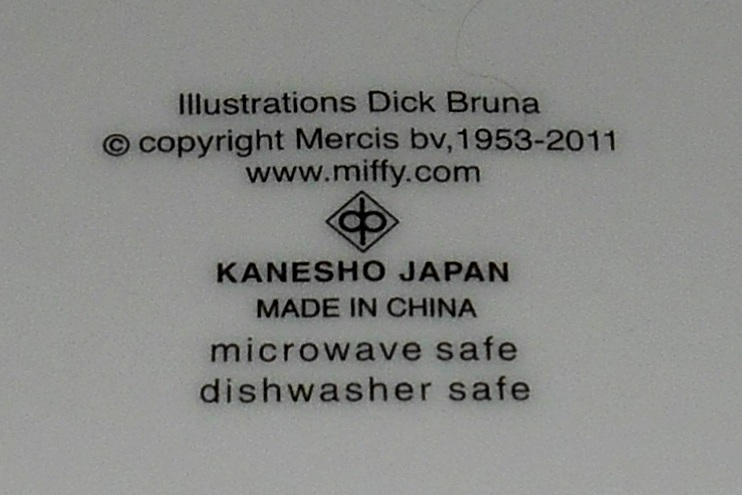 Illustrations Dick Bruna
© copyright Mercis bv,1953-2011
www.miffy.com
KANESHO JAPAN
MADE IN CHINA
microwave safe
dishwasher safe